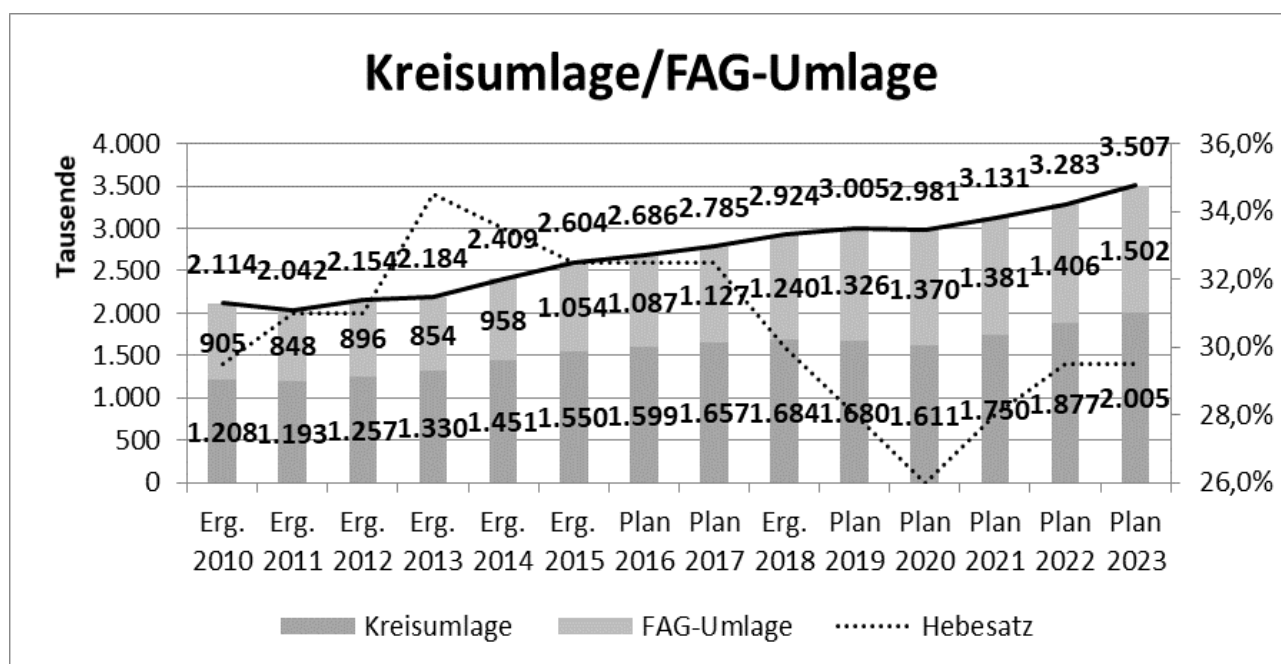 Kreisumlage/FAG-Umlage
Tausende
4.000
3.500
3.000
2.500
2.000
1.500
1.000
500
0
36,0%
34,0%
32,0%
30,0%
28,0%
26,0%
2.114 2.042 2.154 2.184 2.409 2.604 2.686 2.785 2.924 3.005 2.981 3.131 3.283 3.507
905 848 896 854 958 1.054 1.087 1.127 1.240 1.326 1.370 1.381 1.406 1.502
1.208 1.193 1.257 1.330 1.451 1.550 1.599 1.657 1.684 1.680 1.611 1.750 1.877 2.005
Erg. Erg. Erg. Erg. Erg. Erg. Plan Plan Erg. Plan Plan Plan Plan Plan
2010 2011 2012 2013 2014 2015 2016 2017 2018 2019 2020 2021 2022 2023
Kreisumlage FAG-Umlage Hebesatz